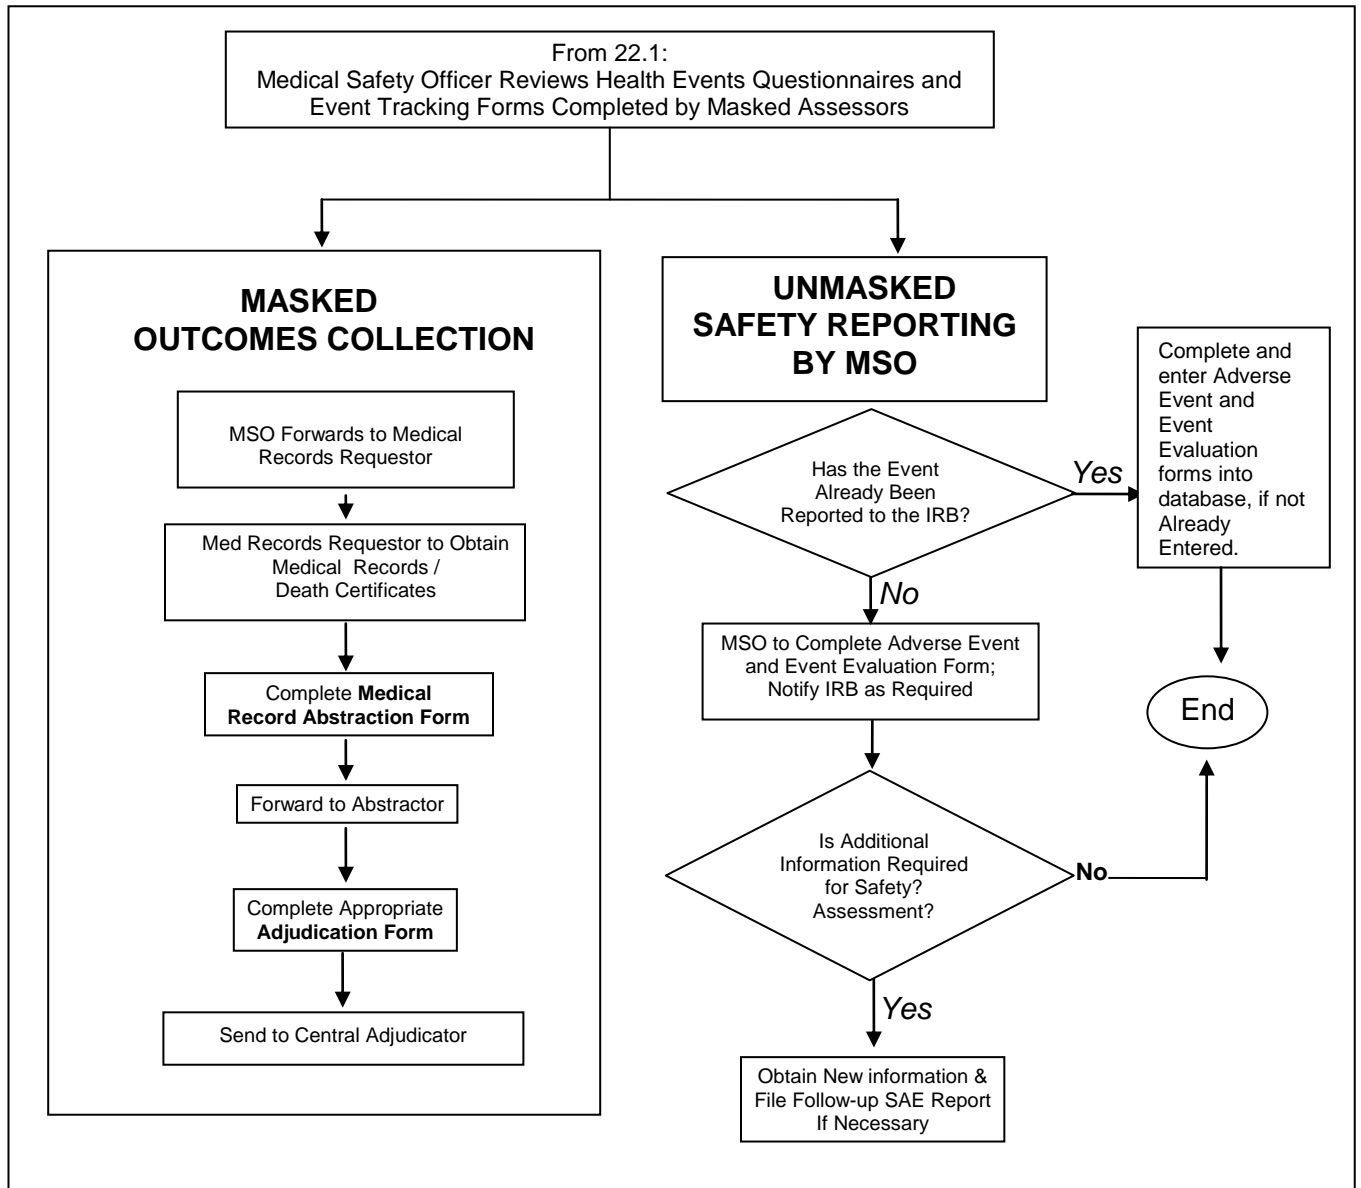 From 22.1:
Medical Safety Officer Reviews Health Events Questionnaires and
Event Tracking Forms Completed by Masked Assessors
MASKED
OUTCOMES COLLECTION
MSO Forwards to Medical
Records Requestor
Med Records Requestor to Obtain
Medical Records /
Death Certificates
Complete Medical
Record Abstraction Form
Forward to Abstractor
Complete Appropriate
Adjudication Form
Send to Central Adjudicator
UNMASKED
SAFETY REPORTING
BY MSO
Has the Event
Already Been
Reported to the IRB?
Yes
Complete and
enter Adverse
Event and
Event
Evaluation
forms into
database, if not
Already
Entered.
No
MSO to Complete Adverse Event
and Event Evaluation Form;
Notify IRB as Required
End
Is Additional
Information Required
for Safety?
Assessment?
No
Yes
Obtain New information &
File Follow-up SAE Report
If Necessary